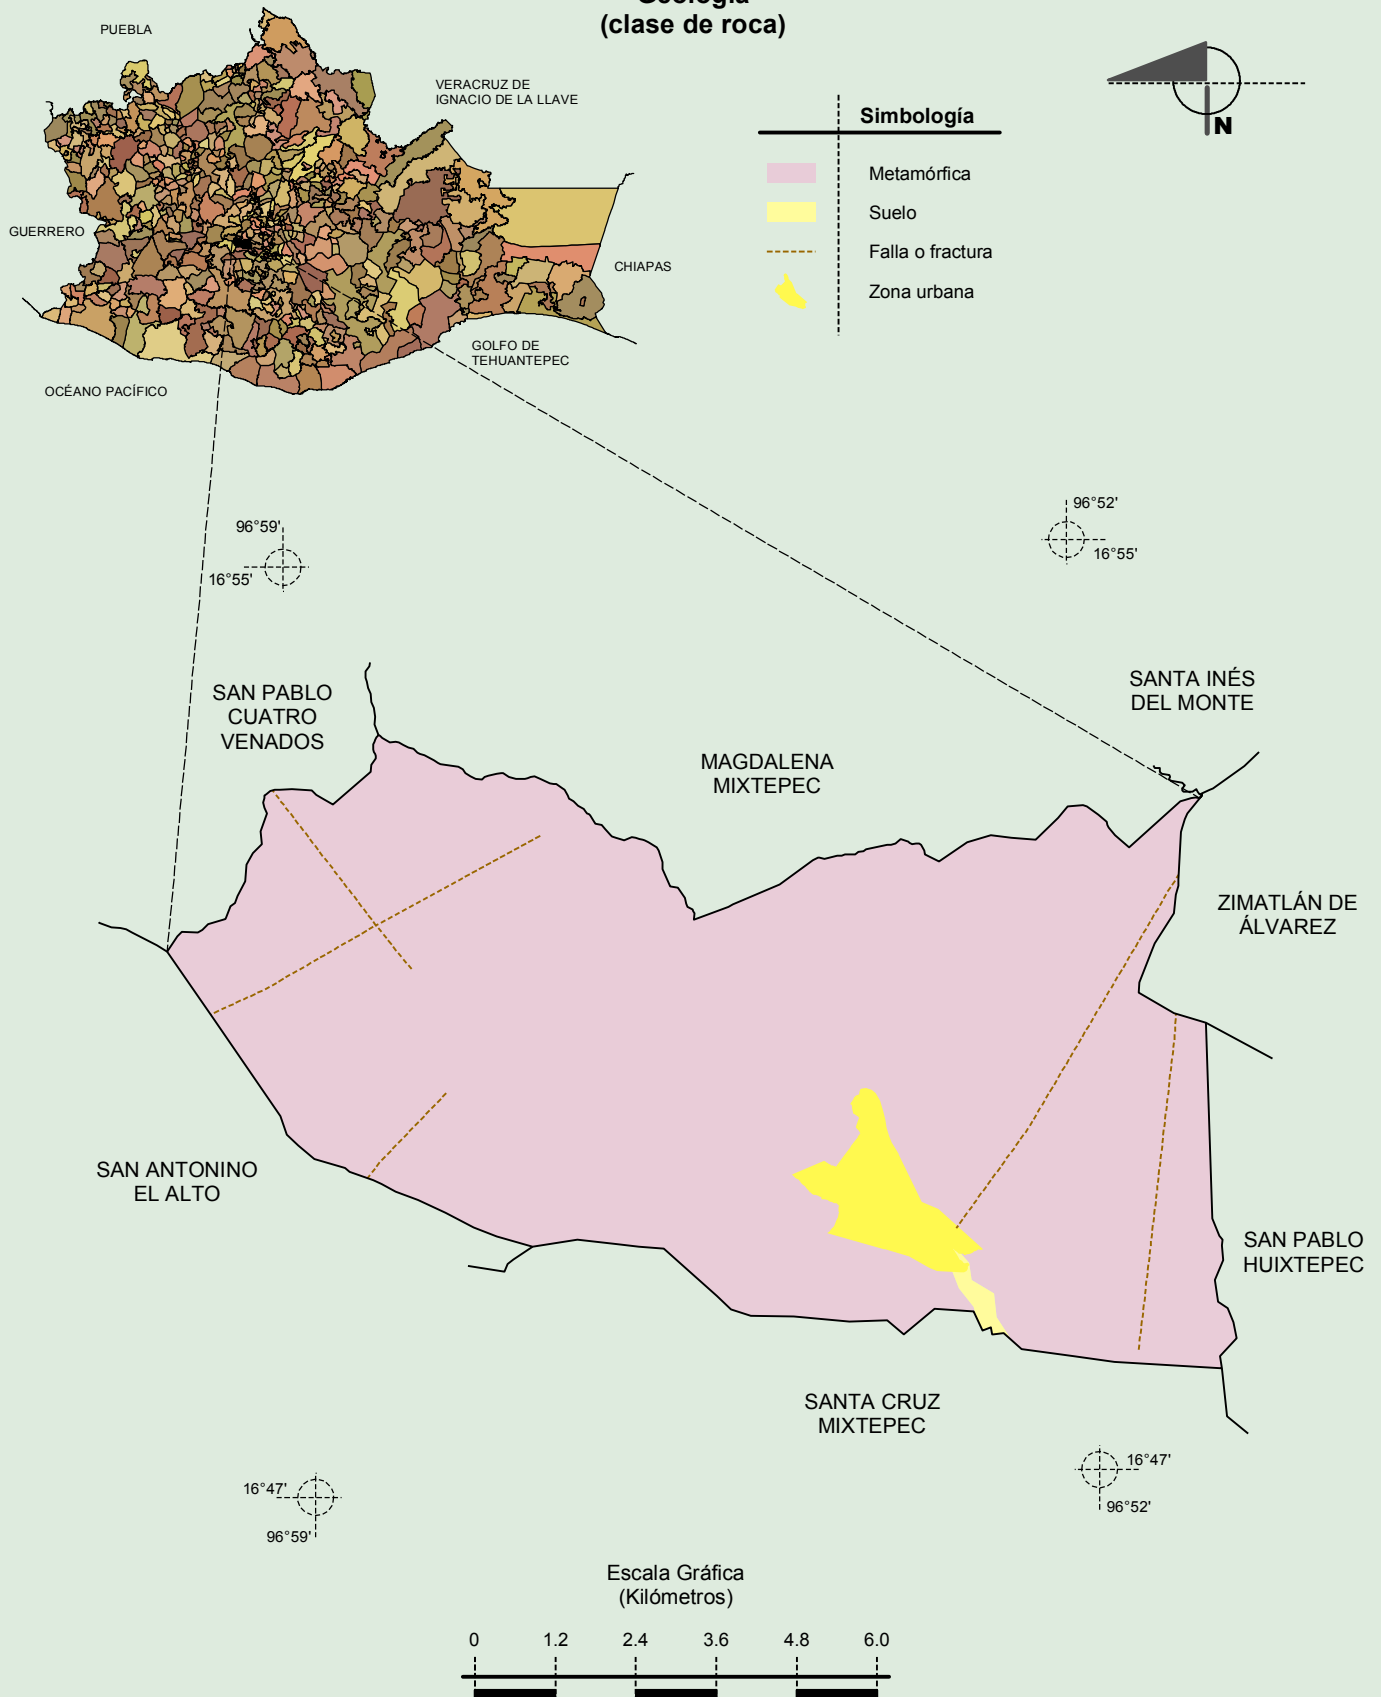 Geología
(clase de roca)
PUEBLA
VERACRUZ DE
IGNACIO DE LA LLAVE
GUERRERO
CHIAPAS
GOLFO DE
TEHUANTEPEC
OCÉANO PACÍFICO
N
Simbología
Metamórfica
Suelo
Falla o fractura
Zona urbana
96°59'
16°55'
96°52'
16°55'
SAN PABLO
CUATRO
VENADOS
MAGDALENA
MIXTEPEC
SANTA INÉS
DEL MONTE
ZIMATLÁN DE
ÁLVAREZ
SAN ANTONINO
EL ALTO
SAN PABLO
HUIXTEPEC
SANTA CRUZ
MIXTEPEC
16°47'
96°59'
16°47'
96°52'
Escala Gráfica
(Kilómetros)
0 1.2 2.4 3.6 4.8 6.0